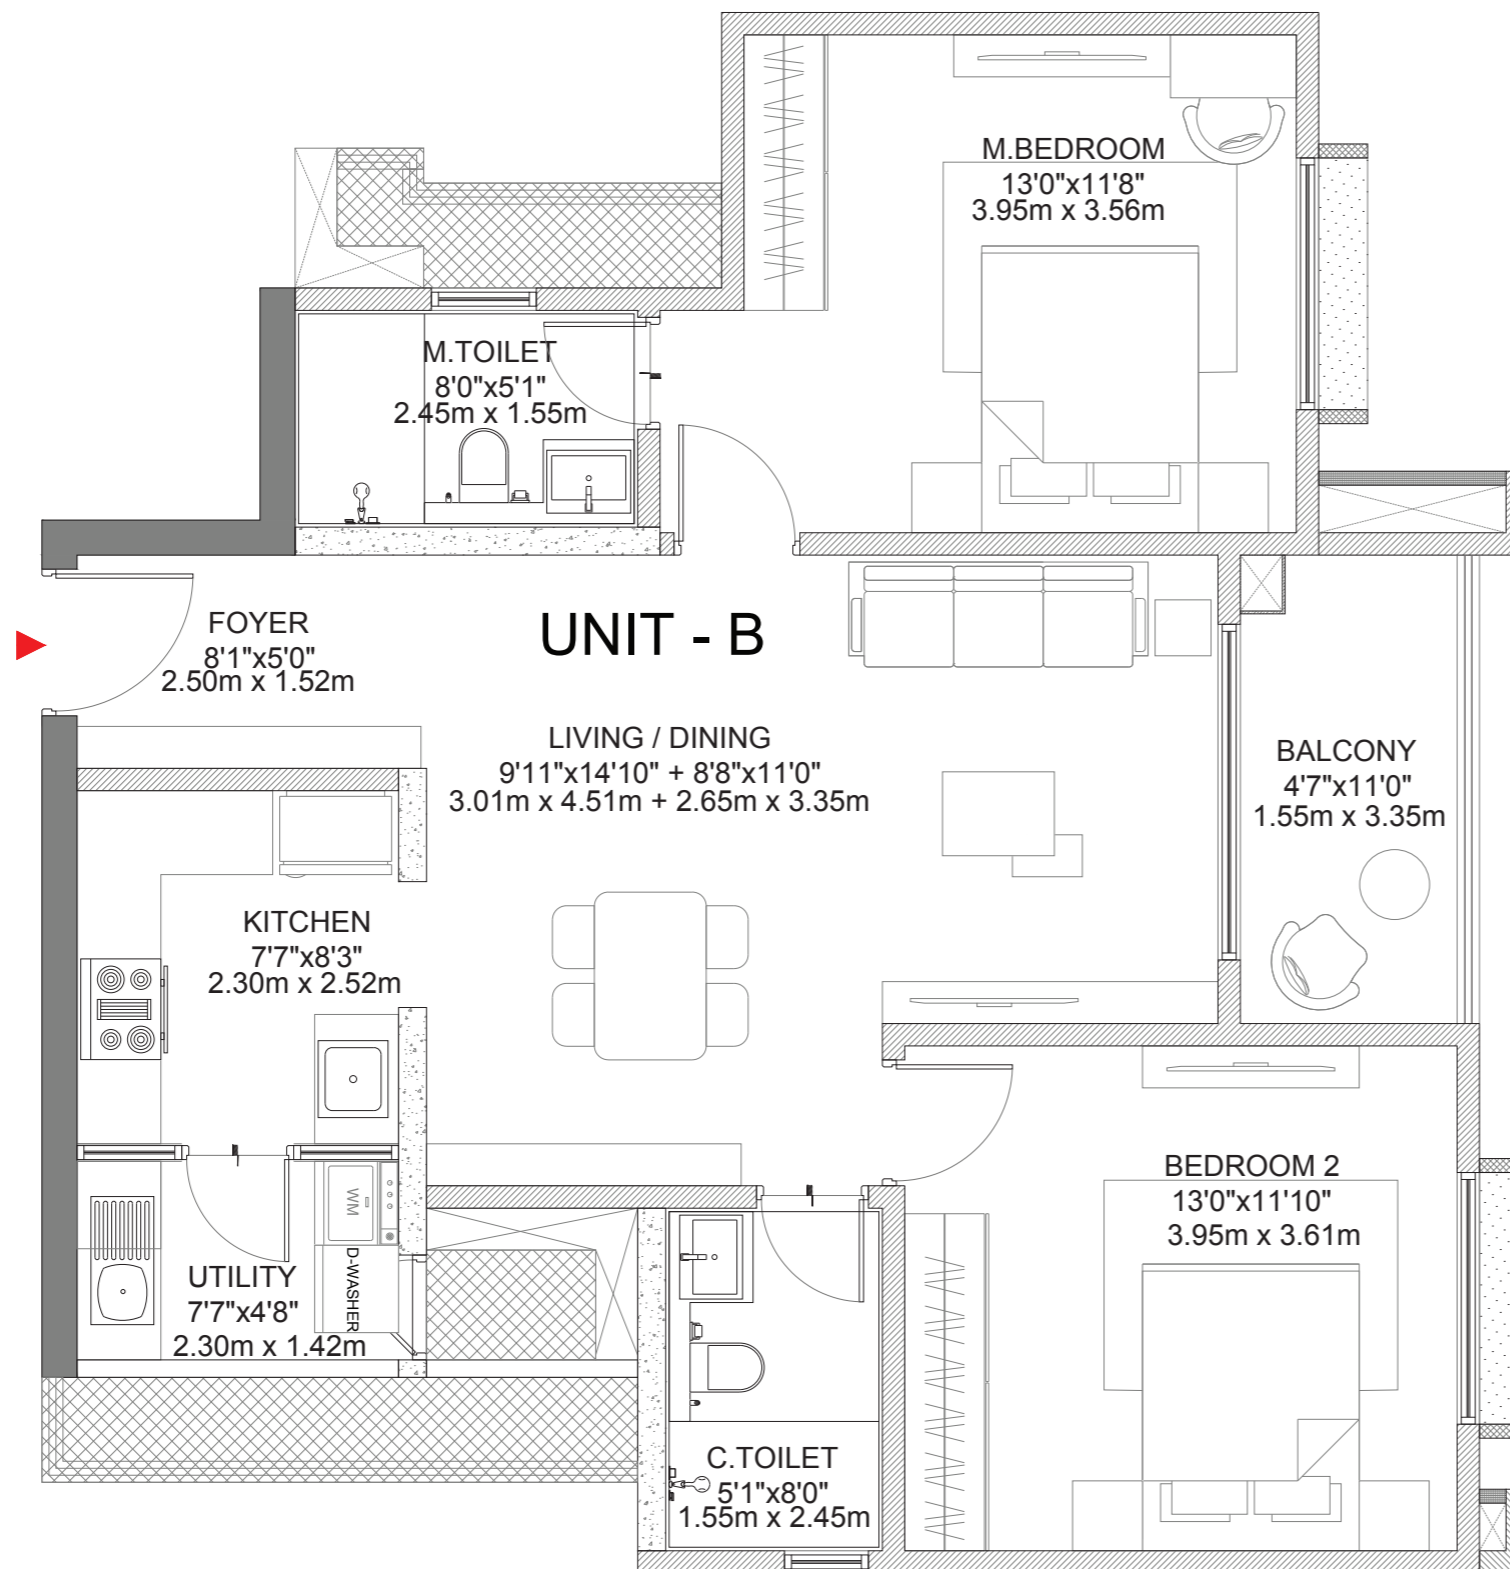 M.BEDROOM
13'0"x11'8"
3.95m x 3.56m
M.TOILET
8'0"x5'1"
2.45m x 1.55m
FOYER
8'1"x5'0"
2.50m x 1.52m
UNIT - B
LIVING / DINING
9'11"x14'10" + 8'8"x11'0"
3.01m x 4.51m + 2.65m x 3.35m
BALCONY
4'7"x11'0"
1.55m x 3.35m
KITCHEN
7'7"x8'3"
2.30m x 2.52m
BEDROOM 2
13'0"x11'10"
3.95m x 3.61m
WM
D-WASHER
UTILITY
7'7"x4'8"
2.30m x 1.42m
C.TOILET
5'1"x8'0"
1.55m x 2.45m